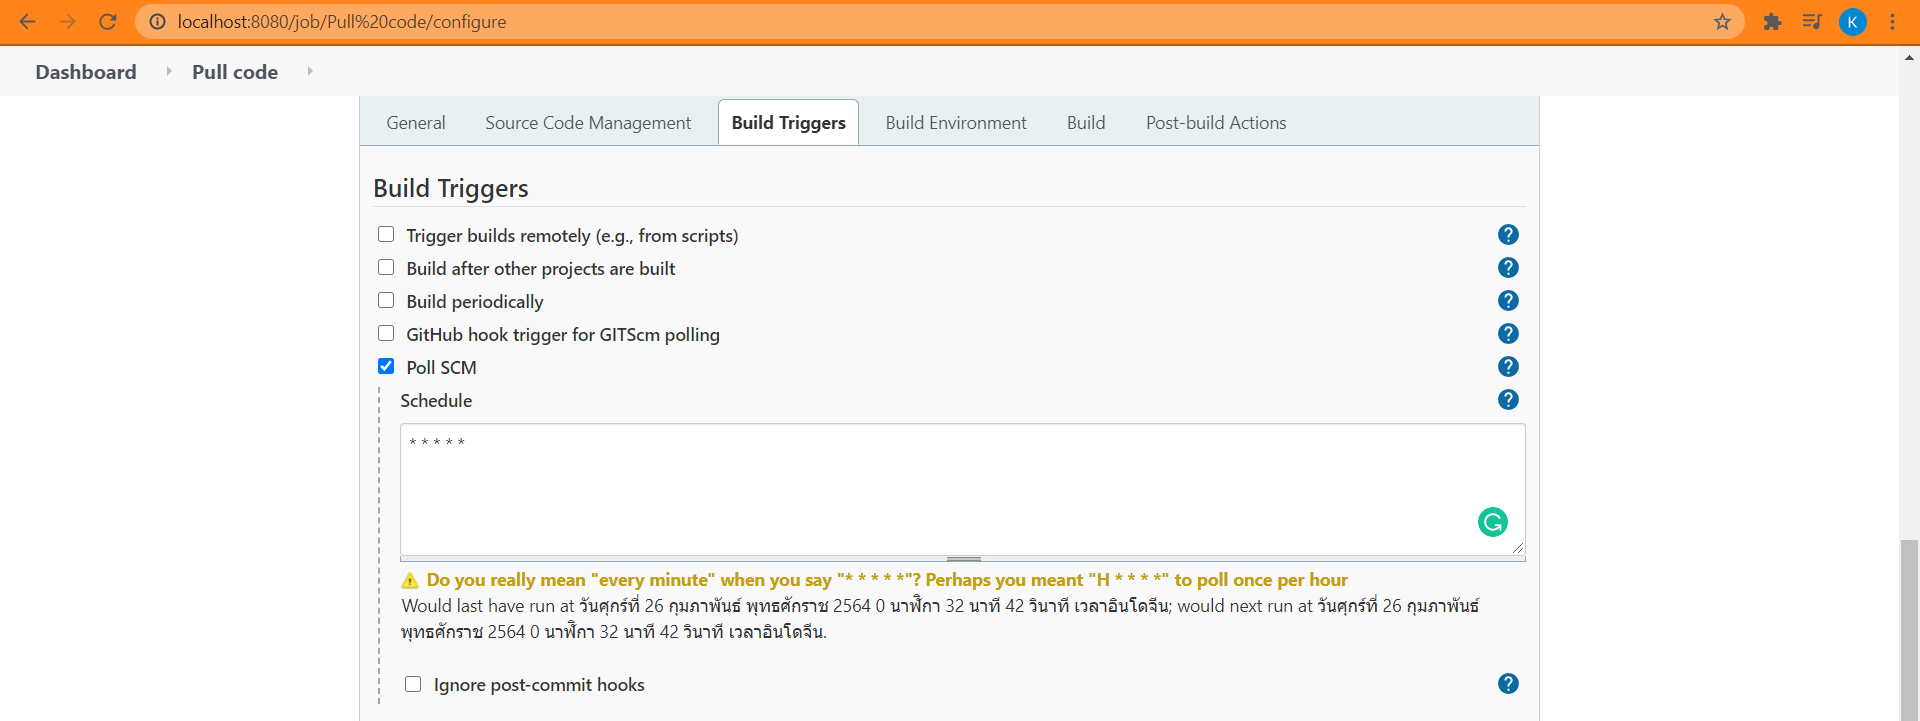 localhost:8080/job/Pull%20code/configure
K
Dashboard Pull code
General Source Code Management Build Triggers Build Environment Build Post-build Actions
Build Triggers
Trigger builds remotely (e.g., from scripts)
Build after other projects are built
Build periodically
GitHub hook trigger for GITScm polling
Poll SCM
Schedule
* * * * *
Do you really mean "every minute" when you say "* * * * *"? Perhaps you meant "H * * * *" to poll once per hour
Would last have run at วันศุกร์ที่ 26 กุมภาพันธ์ พุทธศักราช 2564 0 นาฬิกา 32 นาที 42 วินาที เวลาอินโดจีน; would next run at วันศุกร์ที่ 26 กุมภาพันธ์
พุทธศักราช 2564 0 นาฬิกา 32 นาที 42 วินาที เวลาอินโดจีน.
Ignore post-commit hooks